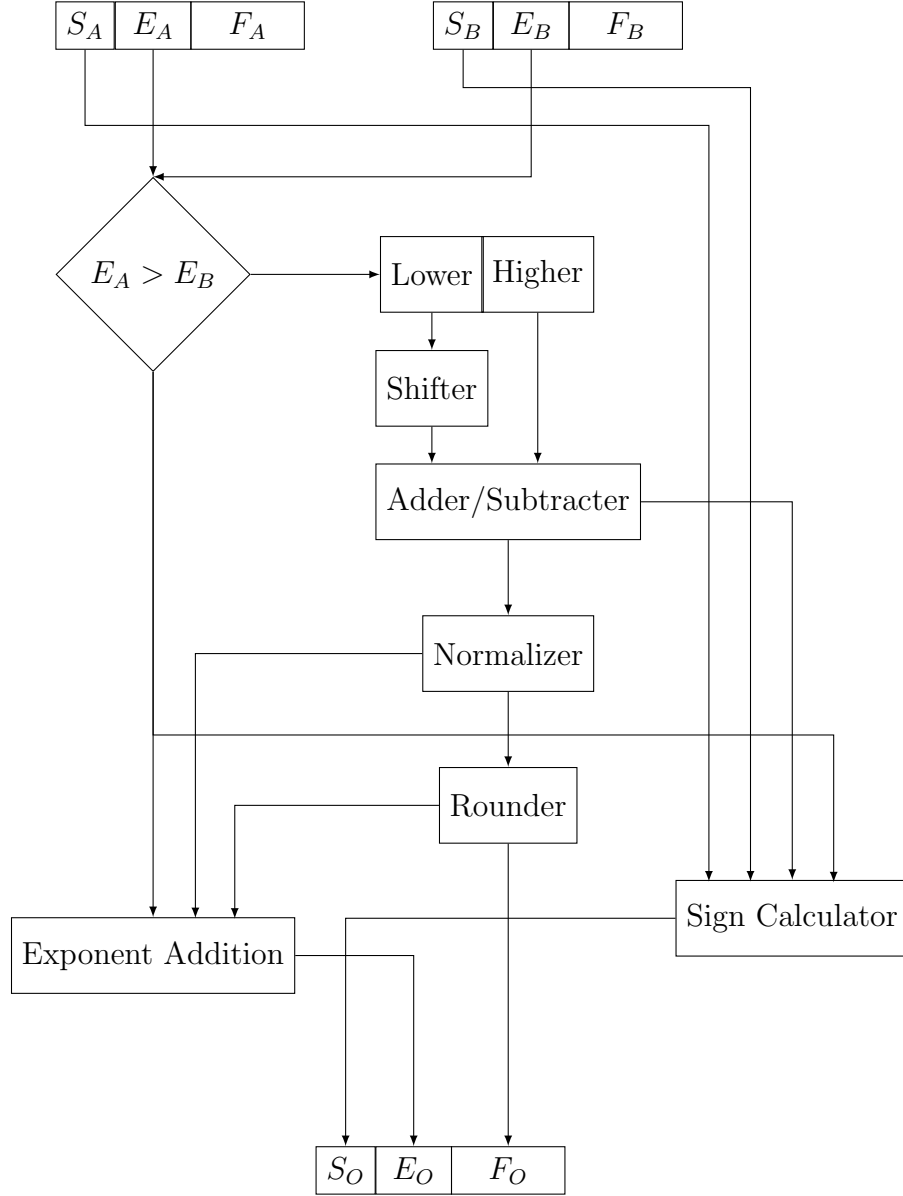 S_A E_A F_A S_B E_B F_B
E_A > E_B
Lower Higher
Shifter
Adder/Subtracter
Normalizer
Rounder
Sign Calculator
Exponent Addition
S_O E_O F_O